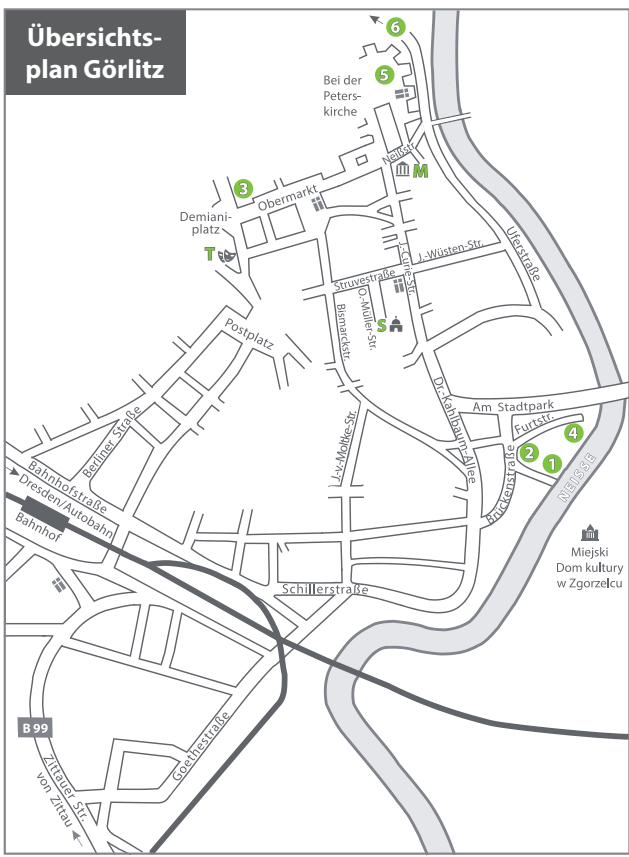 Übersichts-
plan Görlitz
6
5
Bei der
Peters-
kirche
Neißstr.
M
3
Obermarkt
Demiani-
platz
T
J.-Wüsten-Str.
J.-Curie-Str.
Uferstraße
Struvestraße
O.-Müller-Str.
Bismarckstr.
S
Postplatz
Dr.-Kahlbaum-Allee
Am Stadtpark
Furtstr.
4
2
1
Brückenstraße
NEISSE
J.-v.-Moltke-Str.
Berliner Straße
Bahnhofstraße
Dresden/Autobahn
Bahnhof
Miejski
Dom kultury
w Zgorzelcu
Schillerstraße
Goethestraße
B 99
Zittauer Str.
von Zittau